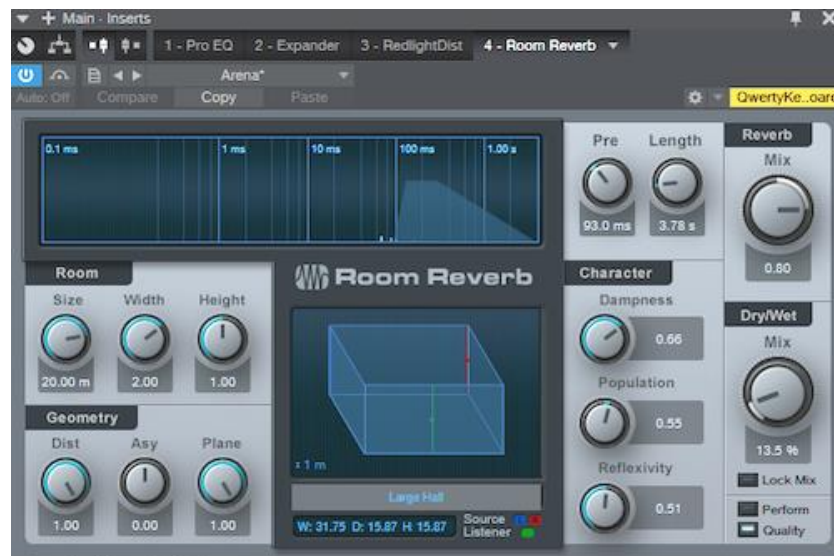 Main - Inserts
1 - Pro EQ 2 - Expander 3 - RedlightDist 4 - Room Reverb
Arena*
Auto: Off Compare Copy Paste QwertyKe..oard
0.1 ms 1 ms 10 ms 100 ms 1.00 s
Pre Length
93.0 ms 3.78 s
Reverb
Mix
0.80
Room
Size Width Height
20.00 m 2.00 1.00
Room Reverb
Character
Dampness
0.66
Population
0.55
Reflexivity
0.51
Dry/Wet
Mix
13.5 %
Lock Mix
Perform
Quality
Geometry
Dist Asy Plane
1.00 0.00 1.00
x 1 m
Large Hall
W: 31.75 D: 15.87 H: 15.87
Source L R
Listener